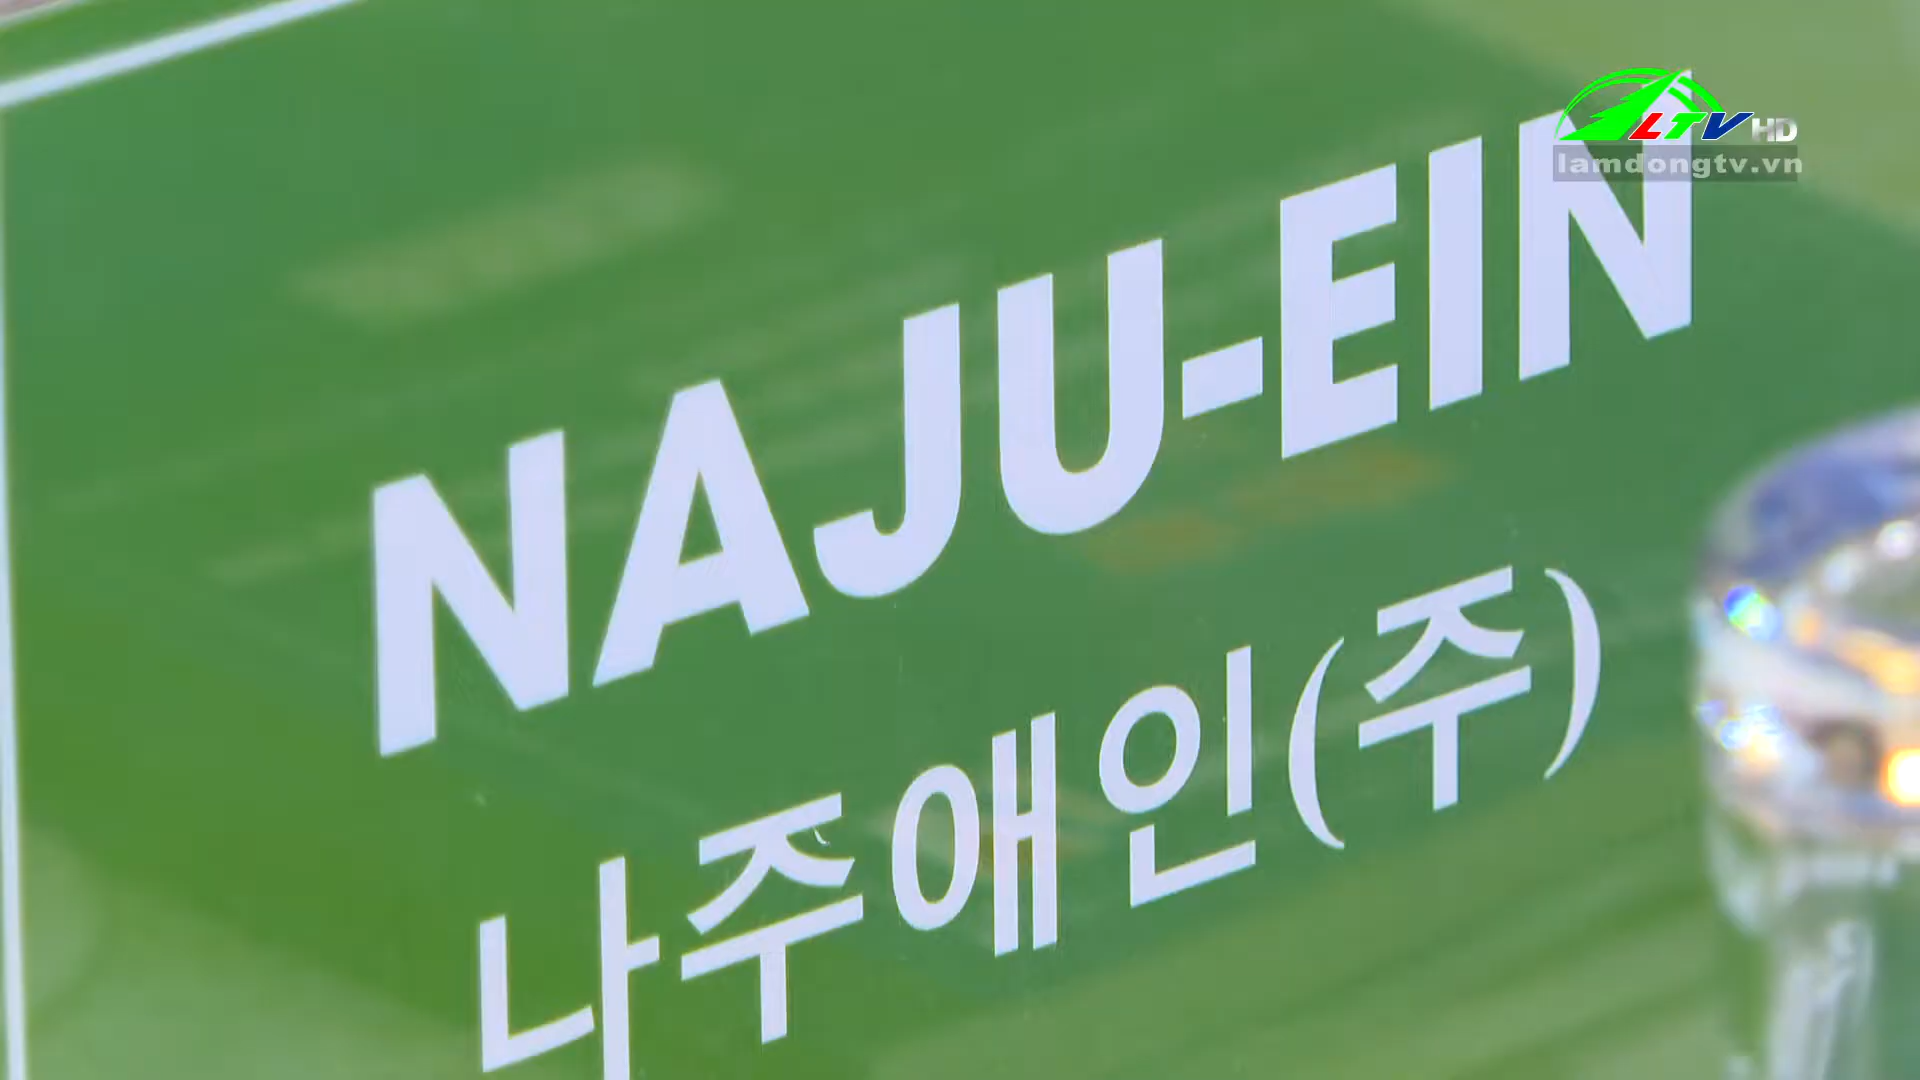 LTV HD
lamdongtv.vn
NAJU-EIN
나주애인(주)